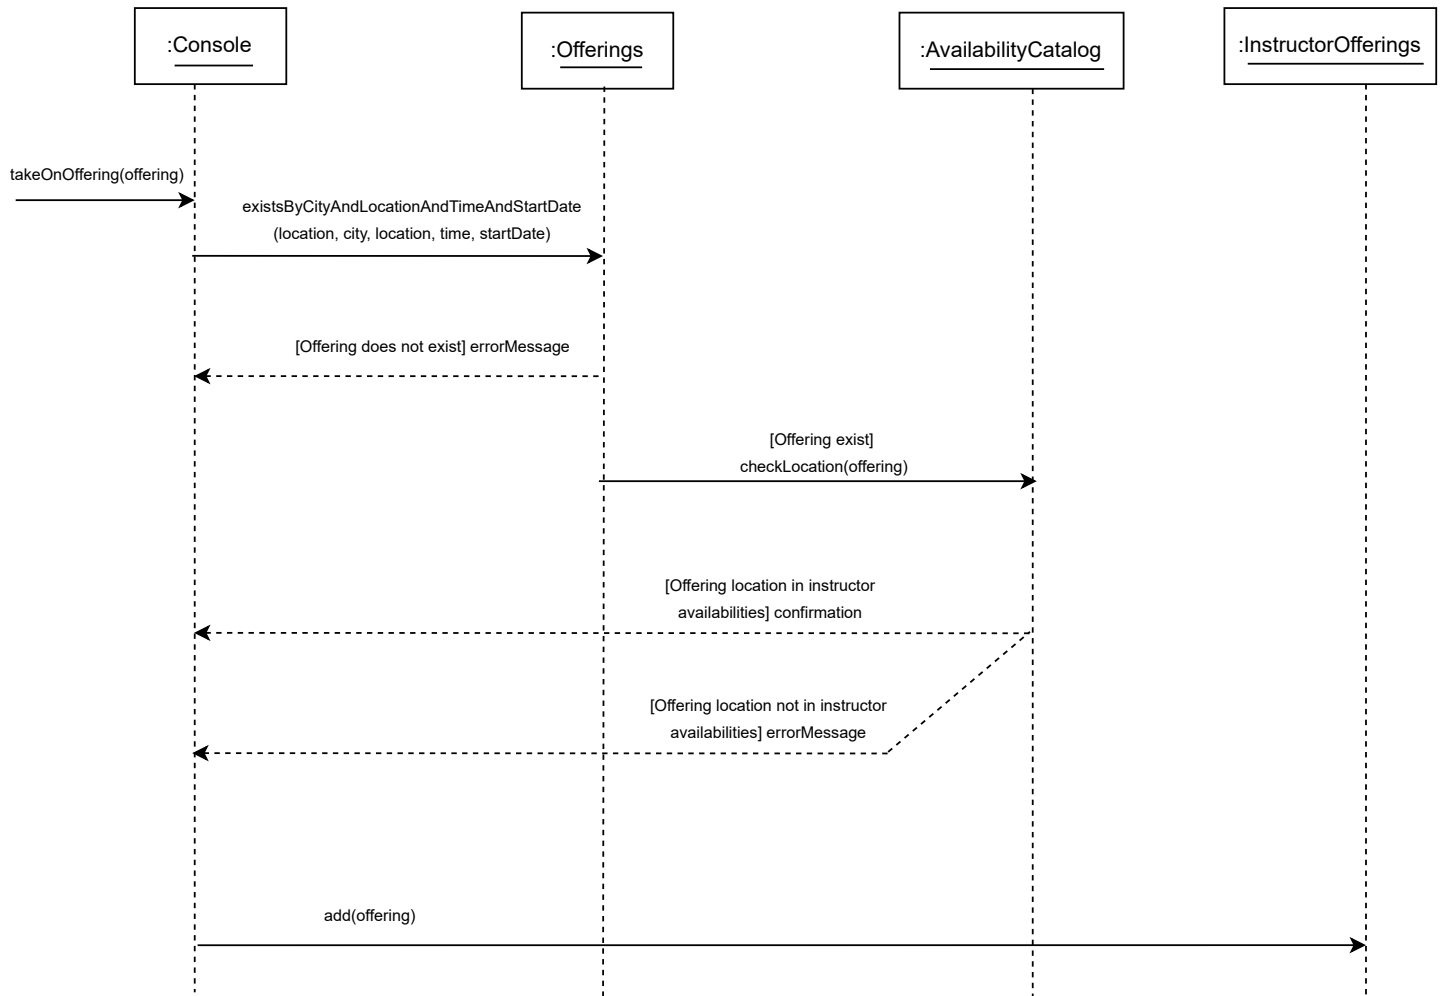 :Console
:Offerings
:AvailabilityCatalog
:InstructorOfferings
takeOnOffering(offering)
existsByCityAndLocationAndTimeAndStartDate
(location, city, location, time, startDate)
[Offering does not exist] errorMessage
[Offering exist]
checkLocation(offering)
[Offering location in instructor
availabilities] confirmation
[Offering location not in instructor
availabilities] errorMessage
add(offering)